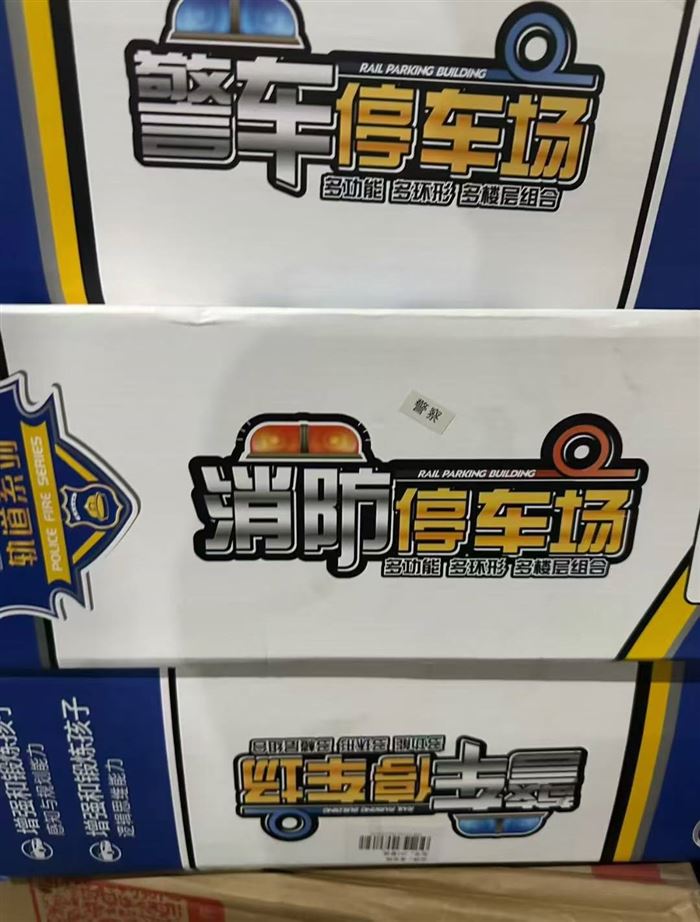 RAIL PARKING BUILDING
警车停车场
多功能 多环形 多楼层组合
警察
RAIL PARKING BUILDING
消防停车场
多功能 多环形 多楼层组合
轨道系列
POLICE FIRE SERIES
增强和锻炼孩子
感知与规划能力
增强和锻炼孩子
逻辑思维能力
警车停车场
RAIL PARKING BUILDING
多功能 多环形 多楼层组合